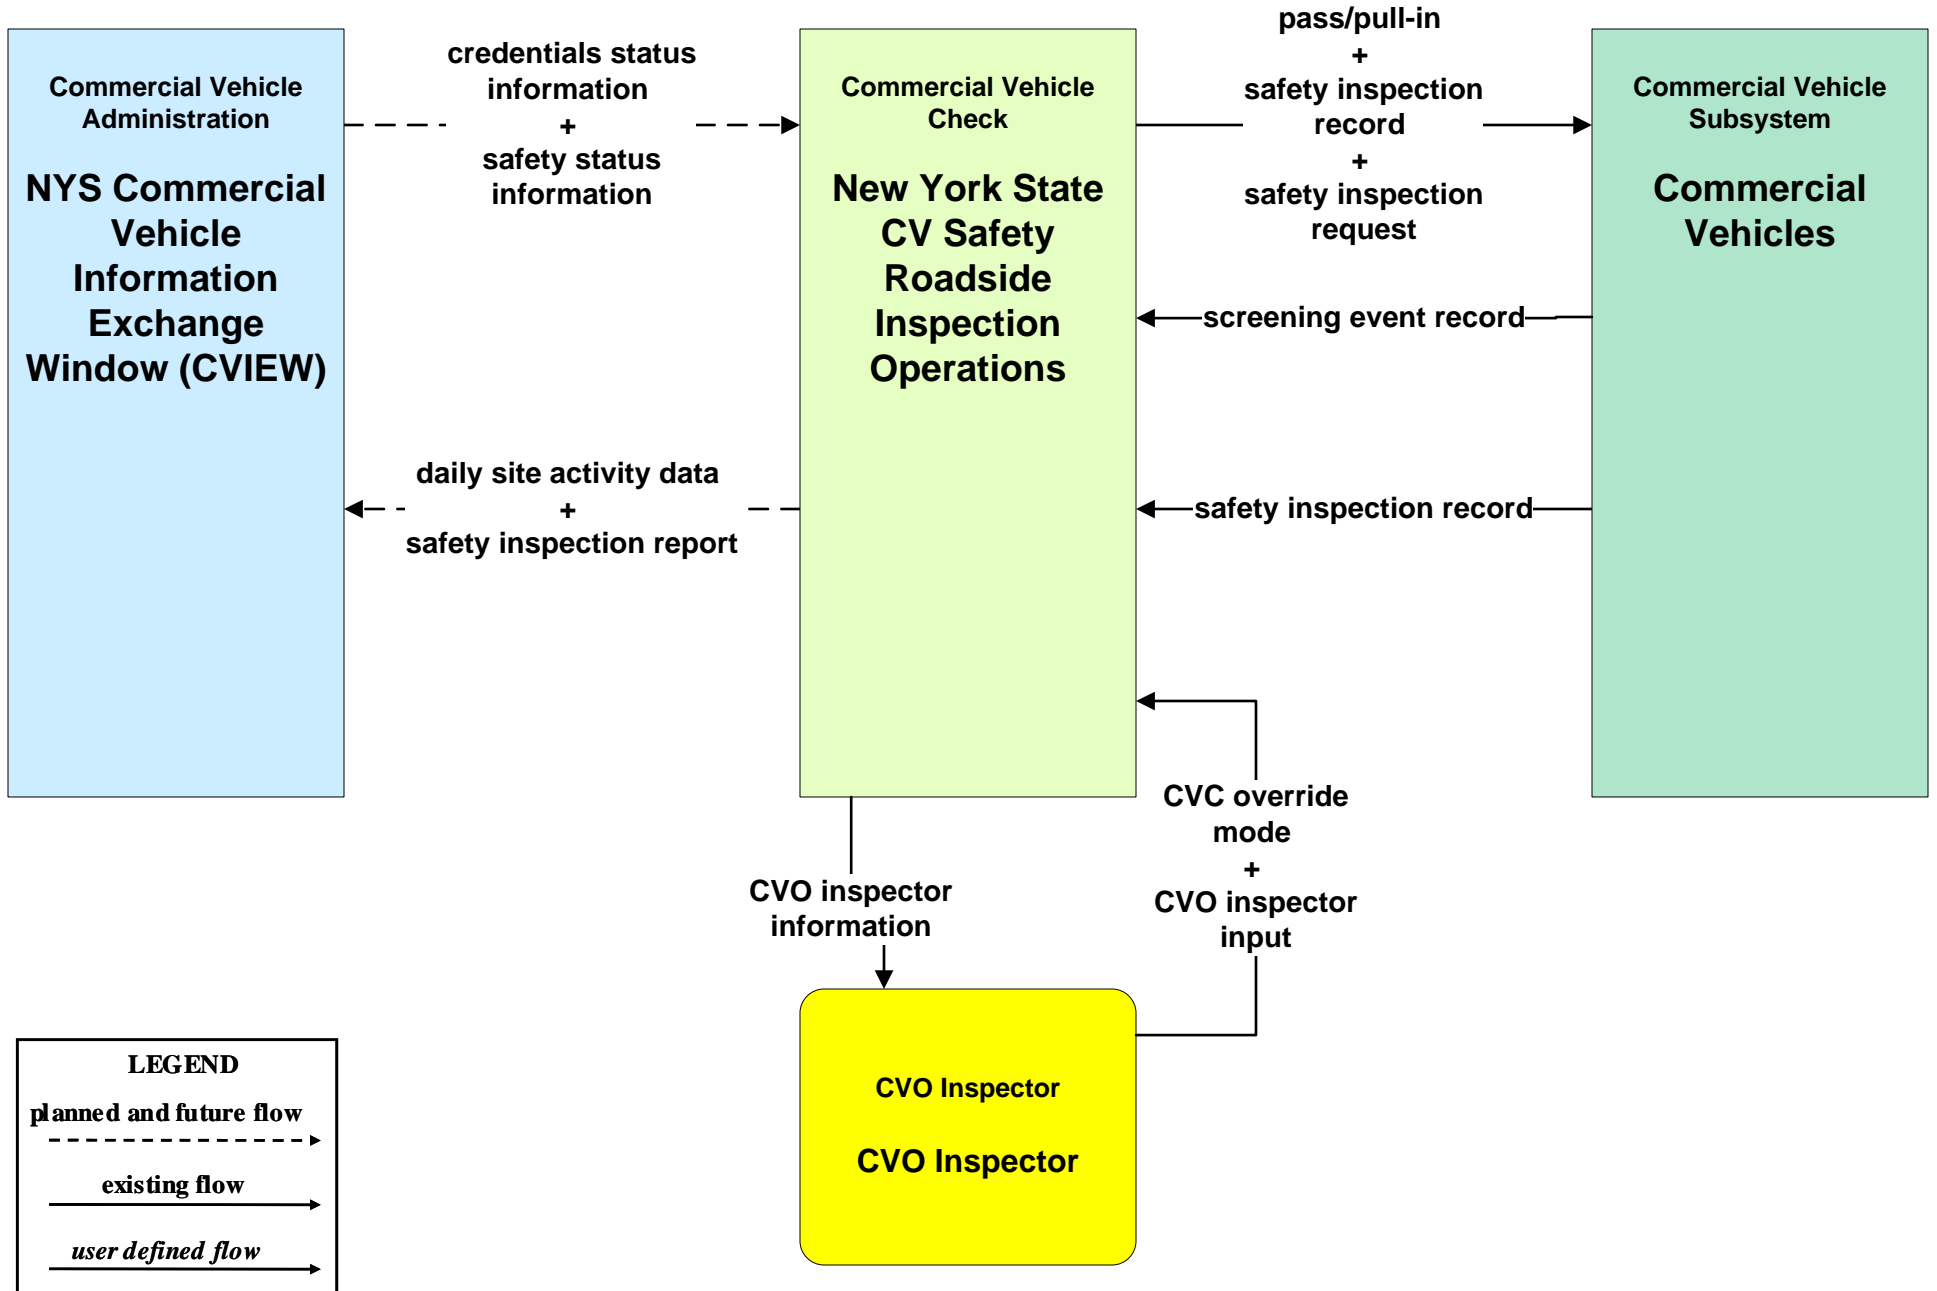 Commercial Vehicle
Administration
NYS Commercial
Vehicle
Information
Exchange
Window (CVIEW)
credentials status
information
+
safety status
information
daily site activity data
+
safety inspection report
Commercial Vehicle
Check
New York State
CV Safety
Roadside
Inspection
Operations
pass/pull-in
+
safety inspection
record
+
safety inspection
request
screening event record
safety inspection record
Commercial Vehicle
Subsystem
Commercial
Vehicles
CVO inspector
information
CVC override
mode
+
CVO inspector
input
CVO Inspector
CVO Inspector
LEGEND
planned and future flow
existing flow
user defined flow